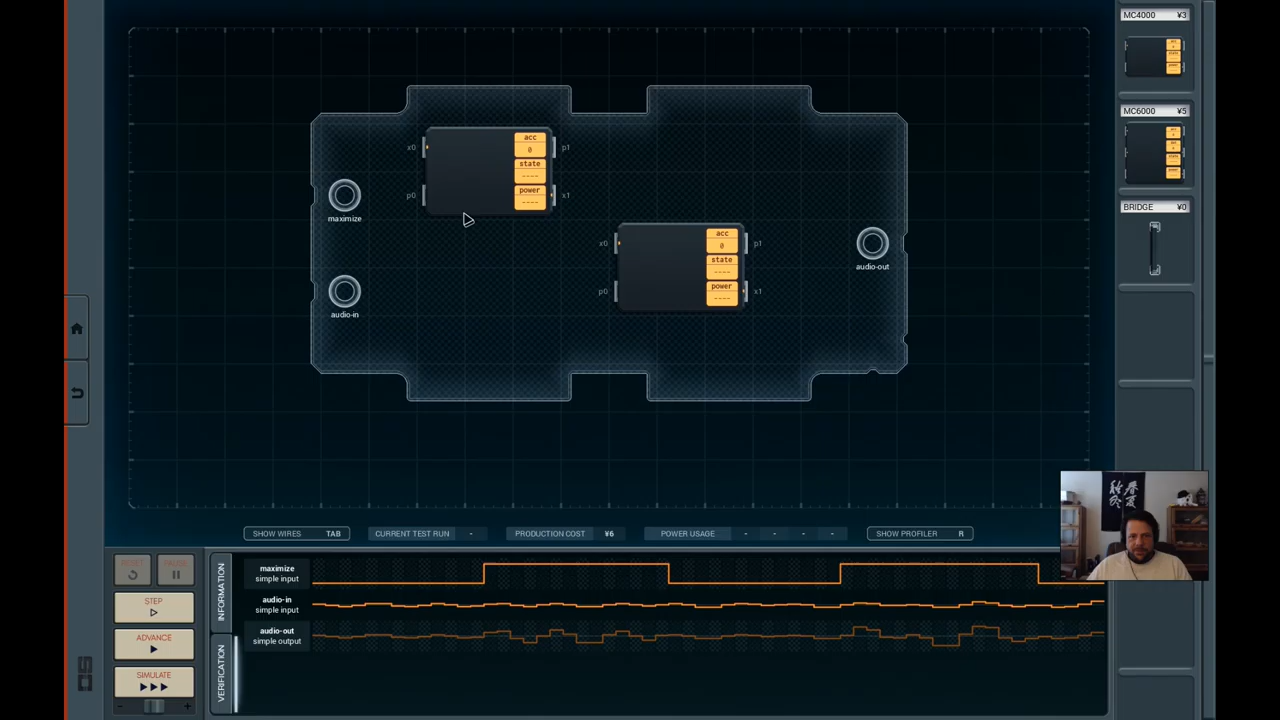 MC4000 ¥3
acc
0
state
----
power
----
x0
p0
p1
x1
MC6000 ¥5
BRIDGE ¥0
maximize
audio-in
acc
0
state
----
power
----
x0
p0
p1
x1
audio-out
SHOW WIRES TAB
CURRENT TEST RUN -
PRODUCTION COST ¥6
POWER USAGE - - - -
SHOW PROFILER R
RESET
PAUSE
STEP
ADVANCE
SIMULATE
- +
INFORMATION
VERIFICATION
maximize
simple input
audio-in
simple input
audio-out
simple output